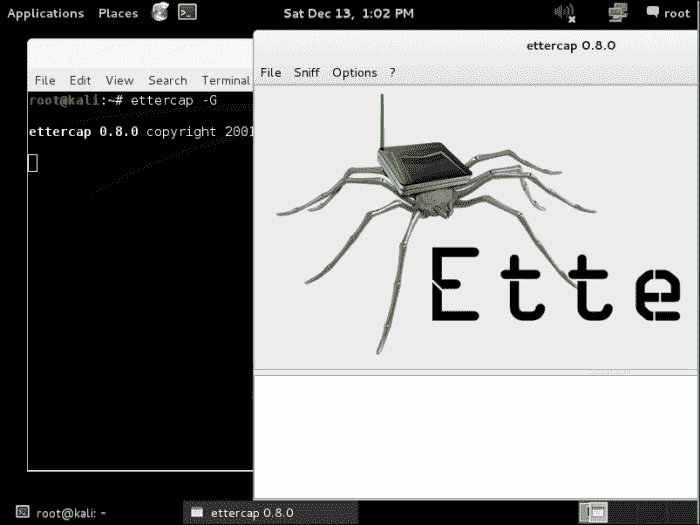 Applications Places Sat Dec 13, 1:02 PM root
ettercap 0.8.0
File Edit View Search Terminal
File Sniff Options ?
root@kali:~# ettercap -G
ettercap 0.8.0 copyright 2001
Ette
root@kali: ~
ettercap 0.8.0